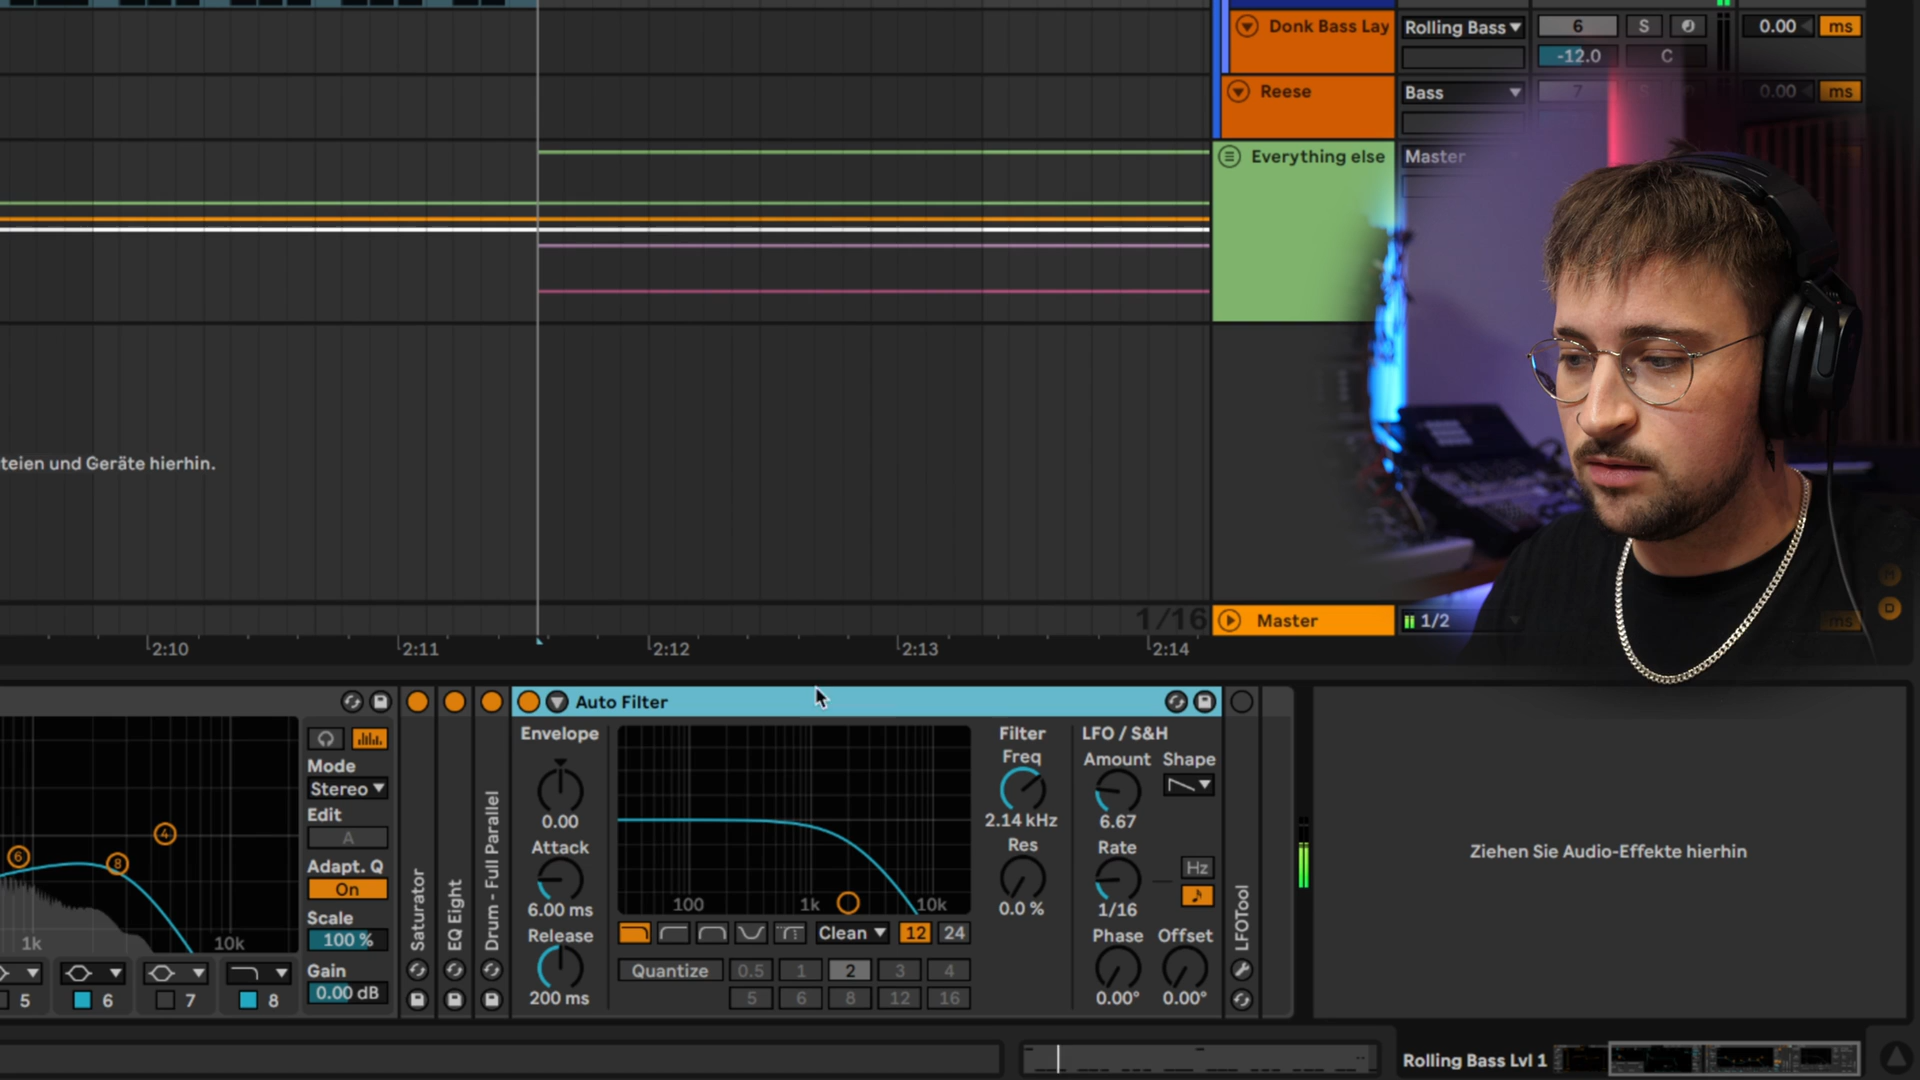 Donk Bass Lay
Rolling Bass
6
S
0.00
ms
-12.0
C
Reese
Bass
7
0.00
ms
Everything else
Master
teien und Geräte hierhin.
1/16
Master
1/2
ms
2:10
2:11
2:12
2:13
2:14
Auto Filter
Mode
Stereo
Edit
A
Adapt. Q
On
Scale
100 %
Gain
0.00 dB
6
8
4
1k
10k
5
6
7
8
Saturator
EQ Eight
Drum - Full Parallel
Envelope
0.00
Attack
6.00 ms
Release
200 ms
100
1k
10k
Clean
12
24
Quantize
0.5
1
2
3
4
5
6
8
12
16
Filter
Freq
2.14 kHz
Res
0.0 %
LFO / S&H
Amount
Shape
6.67
Rate
Hz
1/16
Phase
Offset
0.00°
0.00°
LFOTool
Ziehen Sie Audio-Effekte hierhin
Rolling Bass Lvl 1